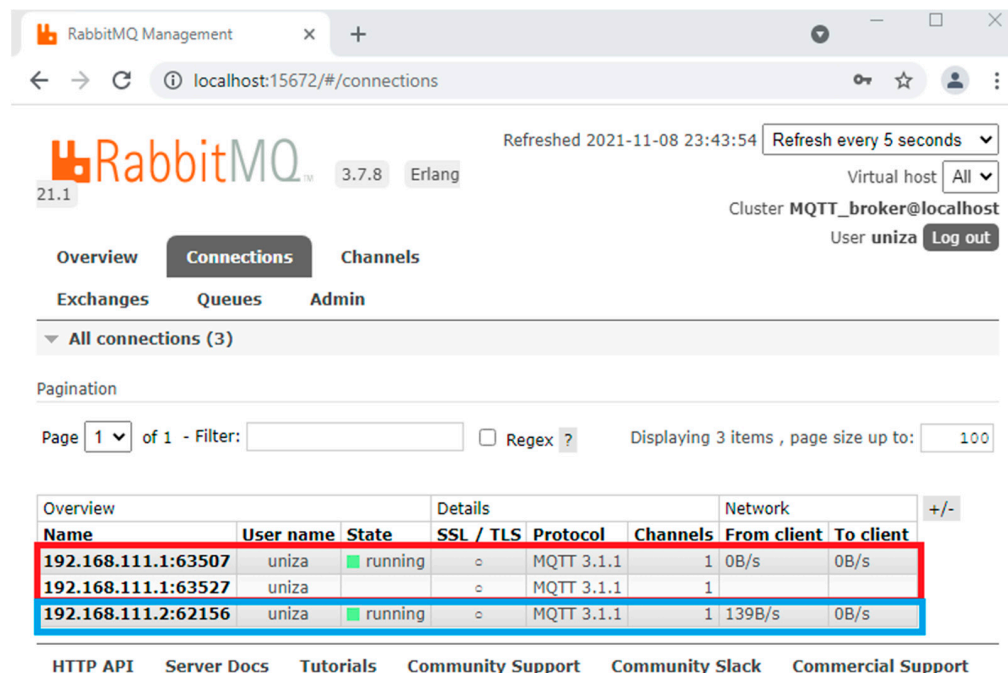 RabbitMQ Management
localhost:15672/#/connections
Refreshed 2021-11-08 23:43:54 Refresh every 5 seconds
RabbitMQ TM 3.7.8 Erlang 21.1
Virtual host All
Cluster MQTT_broker@localhost
User uniza Log out
Overview Connections Channels
Exchanges Queues Admin
All connections (3)
Pagination
Page 1 of 1 - Filter: Regex ? Displaying 3 items , page size up to: 100
Overview Details Network +/-
Name User name State SSL / TLS Protocol Channels From client To client
192.168.111.1:63507 uniza running ○ MQTT 3.1.1 1 0B/s 0B/s
192.168.111.1:63527 uniza ○ MQTT 3.1.1 1
192.168.111.2:62156 uniza running ○ MQTT 3.1.1 1 139B/s 0B/s
HTTP API Server Docs Tutorials Community Support Community Slack Commercial Support